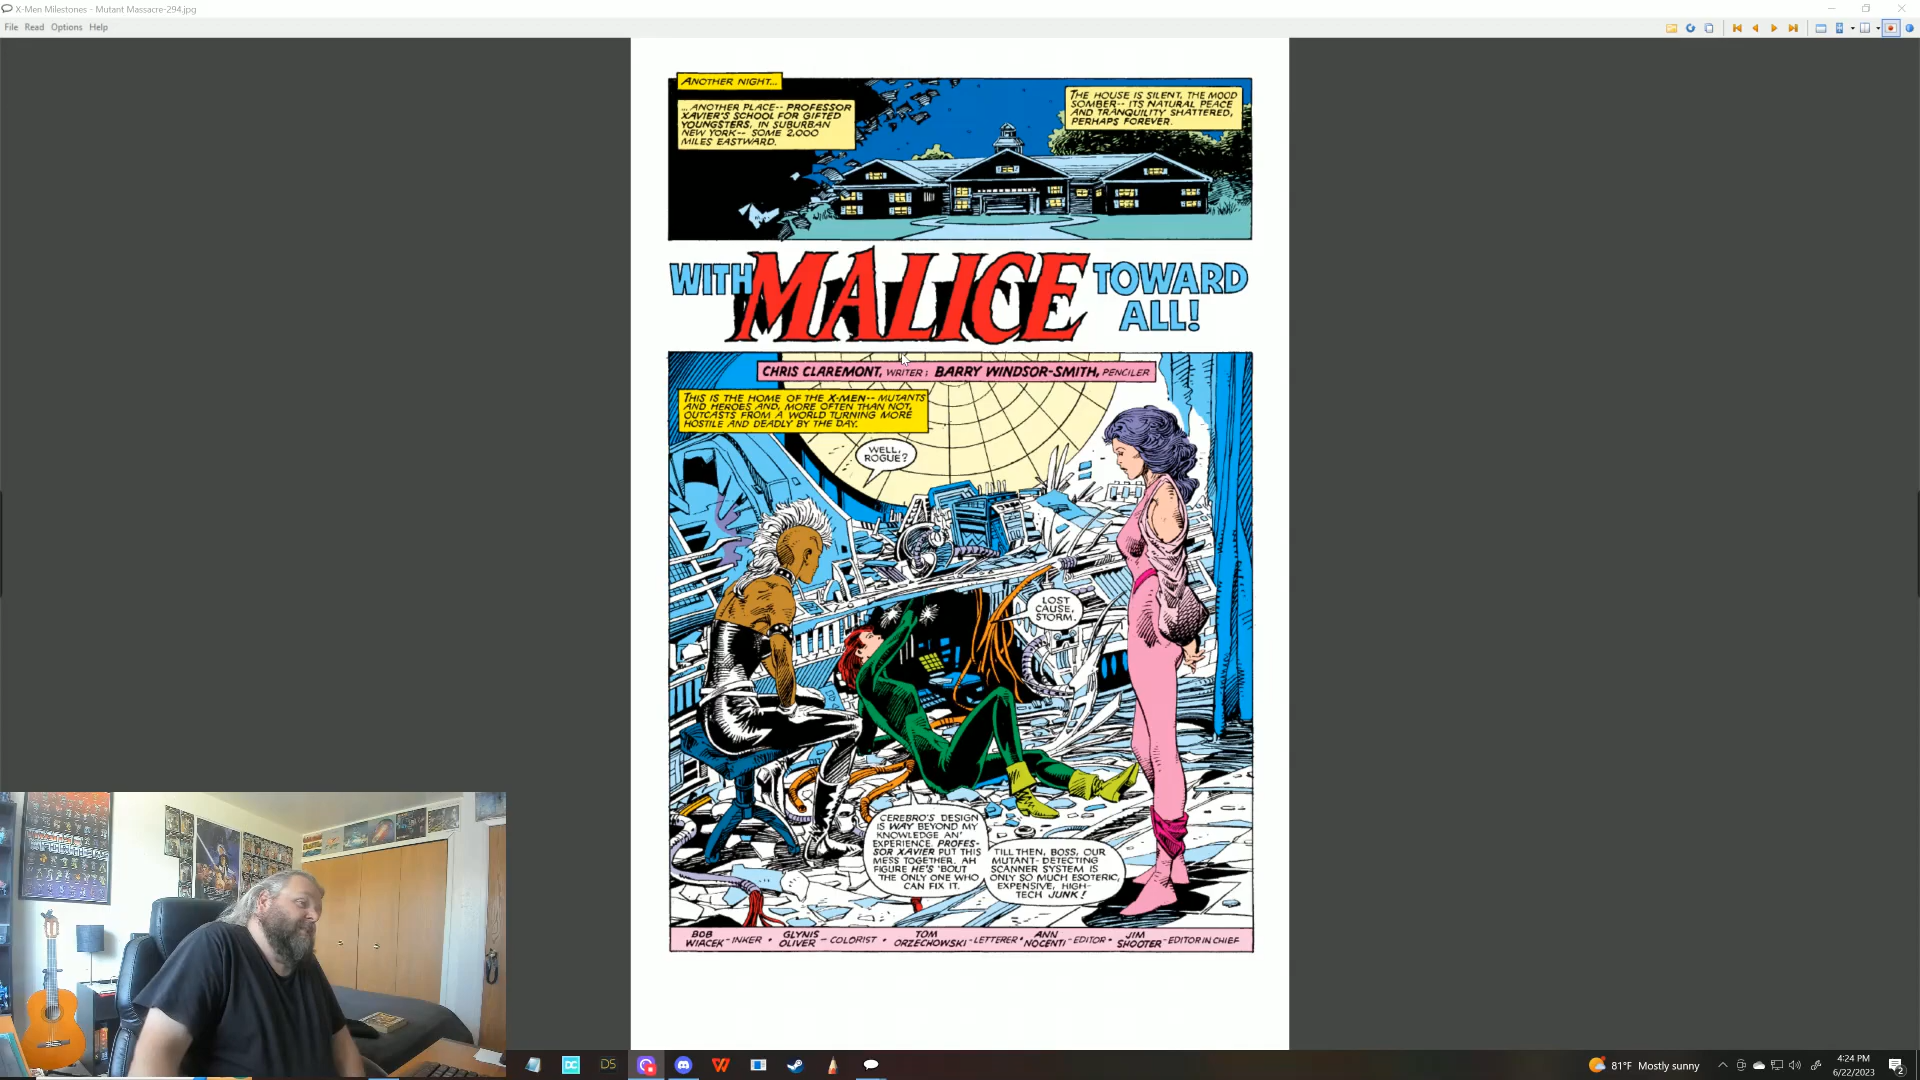 X-Men Milestones - Mutant Massacre-294.jpg
File Read Options Help
ANOTHER NIGHT...
...ANOTHER PLACE-- PROFESSOR
XAVIER'S SCHOOL FOR GIFTED
YOUNGSTERS, IN SUBURBAN
NEW YORK-- SOME 2,000
MILES EASTWARD.
THE HOUSE IS SILENT, THE MOOD
SOMBER-- ITS NATURAL PEACE
AND TRANQUILITY SHATTERED,
PERHAPS FOREVER.
WITH MALICE TOWARD
ALL!
CHRIS CLAREMONT, WRITER; BARRY WINDSOR-SMITH, PENCILER
THIS IS THE HOME OF THE X-MEN-- MUTANTS
AND HEROES AND, MORE OFTEN THAN NOT,
OUTCASTS FROM A WORLD TURNING MORE
HOSTILE AND DEADLY BY THE DAY.
WELL,
ROGUE?
LOST
CAUSE,
STORM.
CEREBRO'S DESIGN
IS WAY BEYOND MY
KNOWLEDGE AN'
EXPERIENCE. PROFES-
SOR XAVIER PUT THIS
MESS TOGETHER. AH
FIGURE HE'S 'BOUT
THE ONLY ONE WHO
CAN FIX IT.
TILL THEN, BOSS, OUR
MUTANT-DETECTING
SCANNER SYSTEM IS
ONLY SO MUCH ESOTERIC,
EXPENSIVE, HIGH-
TECH JUNK!
BOB
WIACEK - INKER • GLYNIS
OLIVER - COLORIST • TOM
ORZECHOWSKI - LETTERER • ANN
NOCENTI - EDITOR • JIM
SHOOTER - EDITOR IN CHIEF
DC
DS
81°F Mostly sunny
4:24 PM
6/22/2023
2